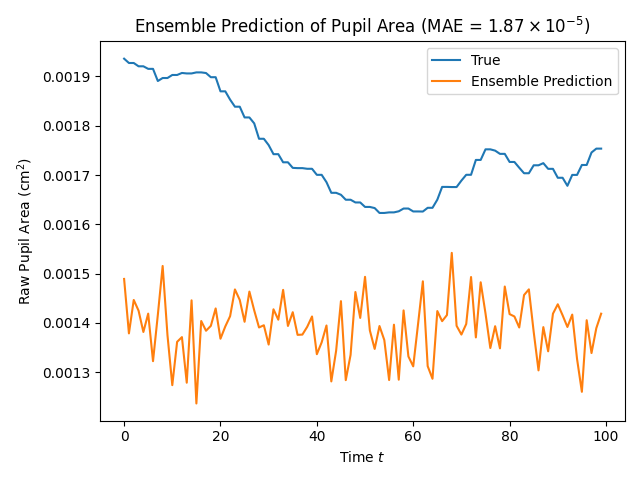 Ensemble Prediction of Pupil Area (MAE = 1.87 × 10⁻⁵)
True
Ensemble Prediction
Raw Pupil Area (cm²)
0.0019
0.0018
0.0017
0.0016
0.0015
0.0014
0.0013
0 20 40 60 80 100
Time t